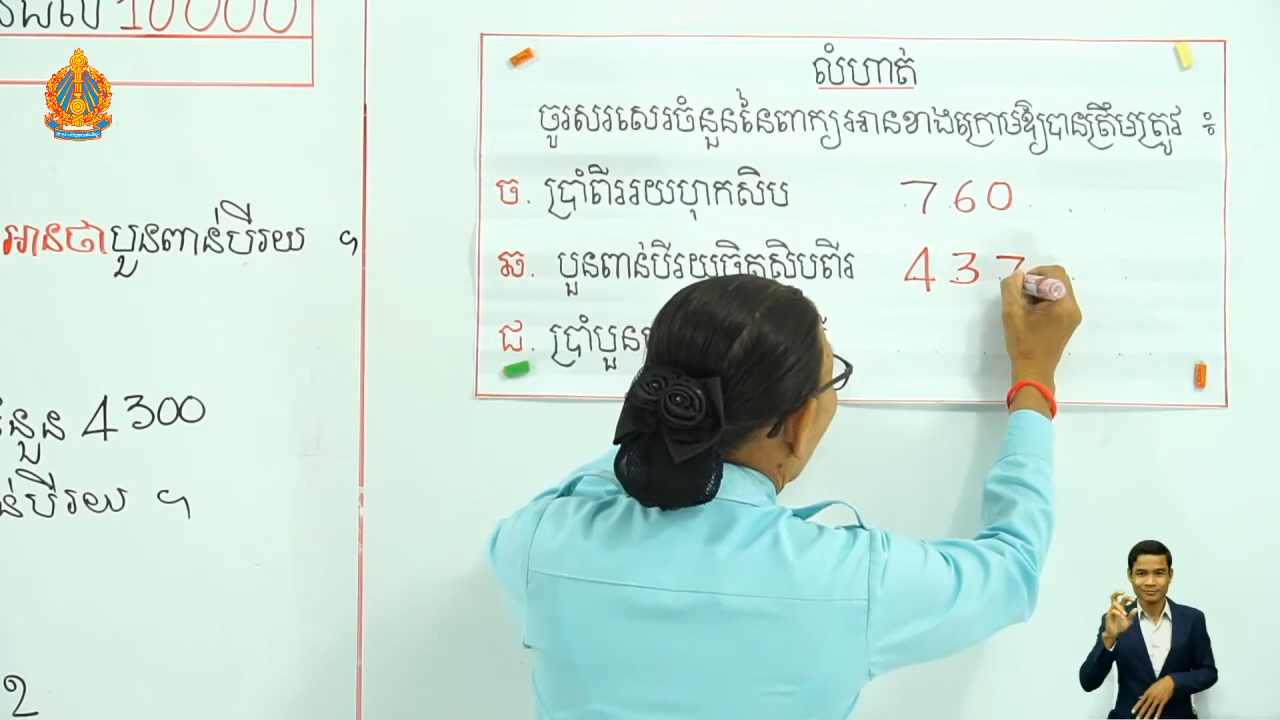 10000
អានថាបួនពាន់បីរយ ។
4300
ពាន់បីរយ ។
លំហាត់
ចូរសរសេរចំនួននៃពាក្យអានខាងក្រោមឱ្យបានត្រឹមត្រូវ ៖
ច. ប្រាំពីររយហុកសិប 760
ឆ. បួនពាន់បីរយចិតសិបពីរ 437
ជ. ប្រាំបួន